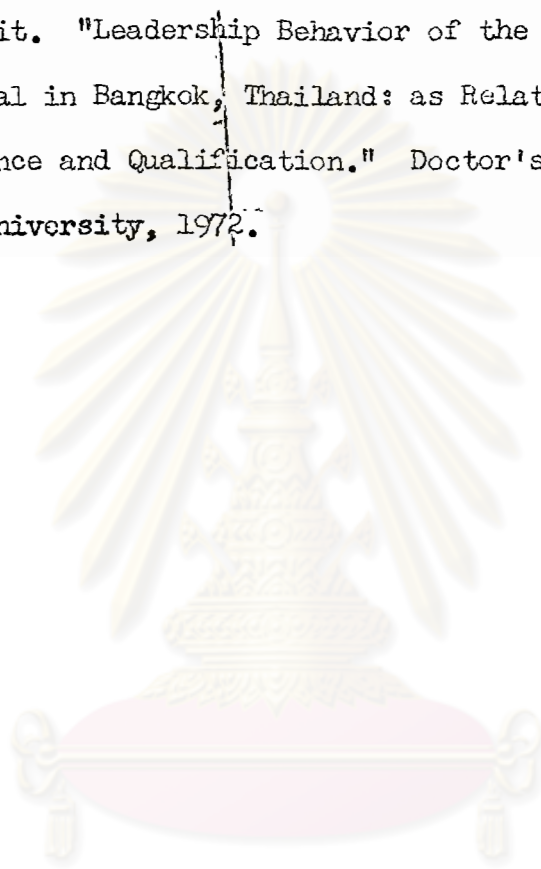 it. "Leadership Behavior of the
al in Bangkok, Thailand: as Relat
nce and Qualification." Doctor's
niversity, 1972.